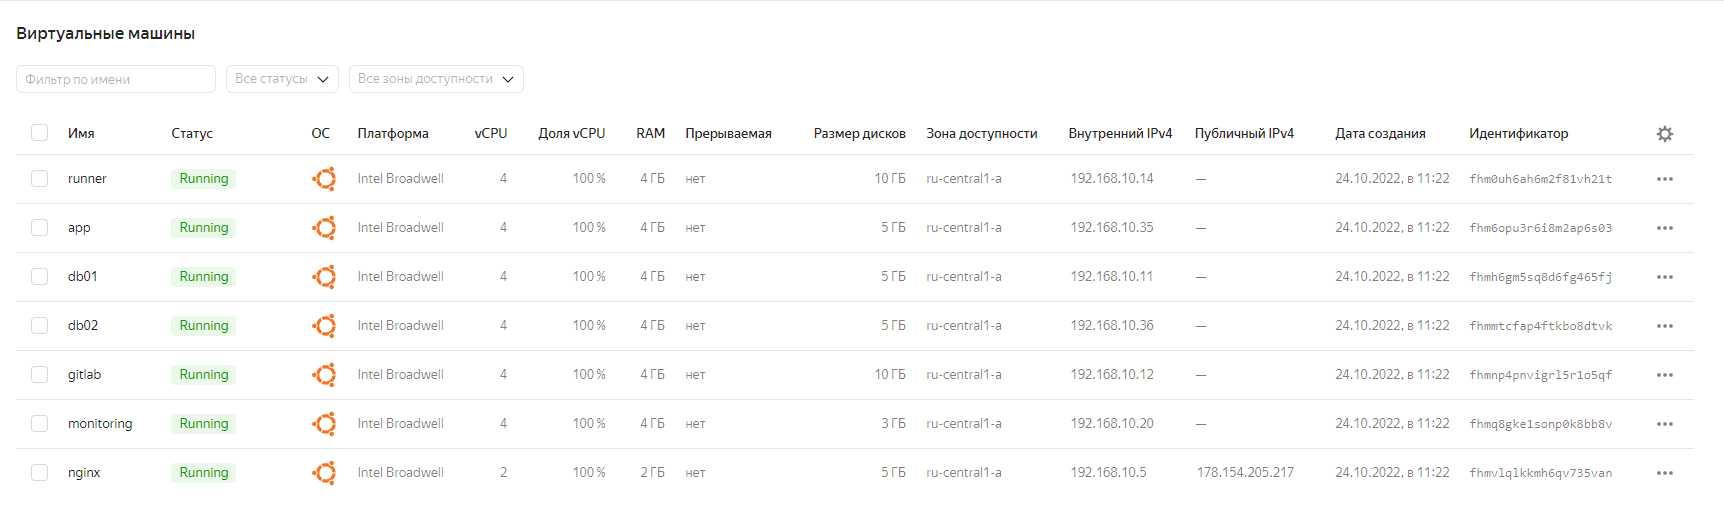 Виртуальные машины
Фильтр по имени Все статусы Все зоны доступности
Имя Статус ОС Платформа vCPU Доля vCPU RAM Прерываемая Размер дисков Зона доступности Внутренний IPv4 Публичный IPv4 Дата создания Идентификатор
runner Running Intel Broadwell 4 100 % 4 ГБ нет 10 ГБ ru-central1-a 192.168.10.14 — 24.10.2022, в 11:22 fhm0uh6ah6m2f81vh21t
app Running Intel Broadwell 4 100 % 4 ГБ нет 5 ГБ ru-central1-a 192.168.10.35 — 24.10.2022, в 11:22 fhm6opu3r6i8m2ap6s03
db01 Running Intel Broadwell 4 100 % 4 ГБ нет 5 ГБ ru-central1-a 192.168.10.11 — 24.10.2022, в 11:22 fhmh6gm5sq8d6fg465fj
db02 Running Intel Broadwell 4 100 % 4 ГБ нет 5 ГБ ru-central1-a 192.168.10.36 — 24.10.2022, в 11:22 fhmmtcfap4ftkbo8dtvk
gitlab Running Intel Broadwell 4 100 % 4 ГБ нет 10 ГБ ru-central1-a 192.168.10.12 — 24.10.2022, в 11:22 fhmnp4pnvigrl5r1o5qf
monitoring Running Intel Broadwell 4 100 % 4 ГБ нет 3 ГБ ru-central1-a 192.168.10.20 — 24.10.2022, в 11:22 fhmq8gke1sonp0k8bb8v
nginx Running Intel Broadwell 2 100 % 2 ГБ нет 5 ГБ ru-central1-a 192.168.10.5 178.154.205.217 24.10.2022, в 11:22 fhmvlqlkkmh6qv735van